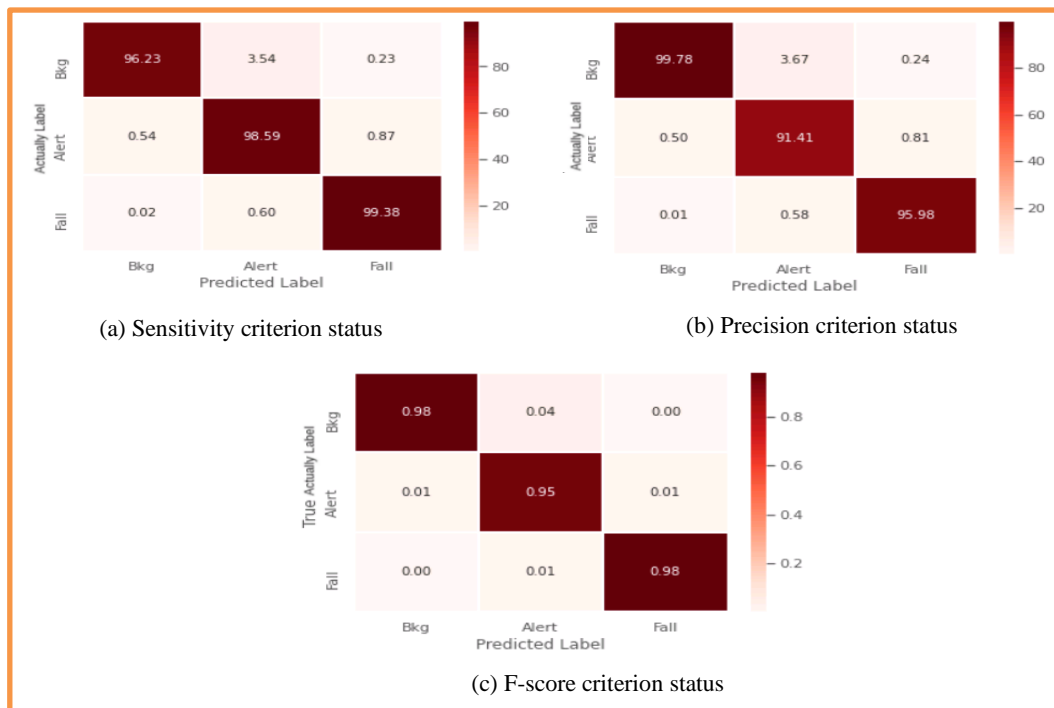 Bkg 96.23 3.54 0.23
Actually Label Alert 0.54 98.59 0.87
Fall 0.02 0.60 99.38
80
60
40
20
Bkg Alert Fall
Predicted Label
(a) Sensitivity criterion status
Bkg 99.78 3.67 0.24
Actually Label Alert 0.50 91.41 0.81
Fall 0.01 0.58 95.98
80
60
40
20
Bkg Alert Fall
Predicted Label
(b) Precision criterion status
Bkg 0.98 0.04 0.00
True Actually Label Alert 0.01 0.95 0.01
Fall 0.00 0.01 0.98
0.8
0.6
0.4
0.2
Bkg Alert Fall
Predicted Label
(c) F-score criterion status